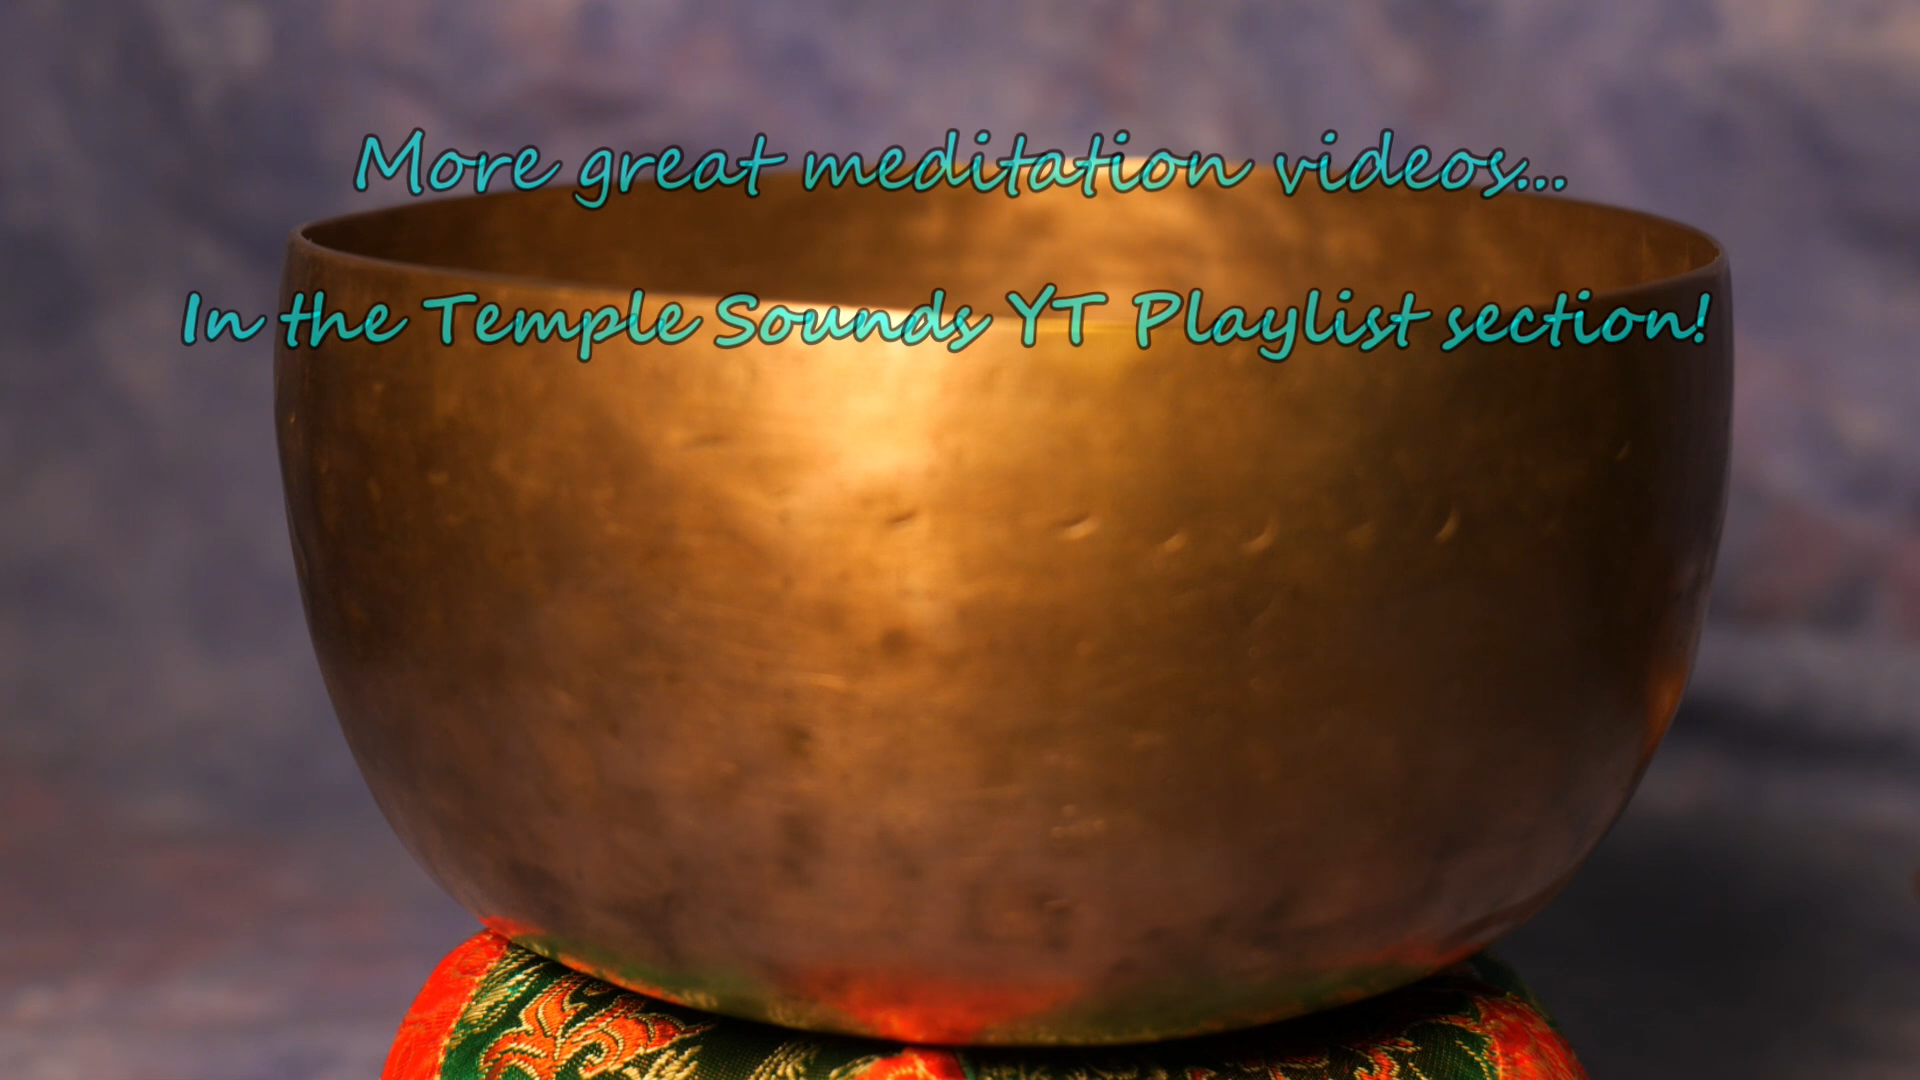 More great meditation videos...
In the Temple Sounds YT Playlist section!